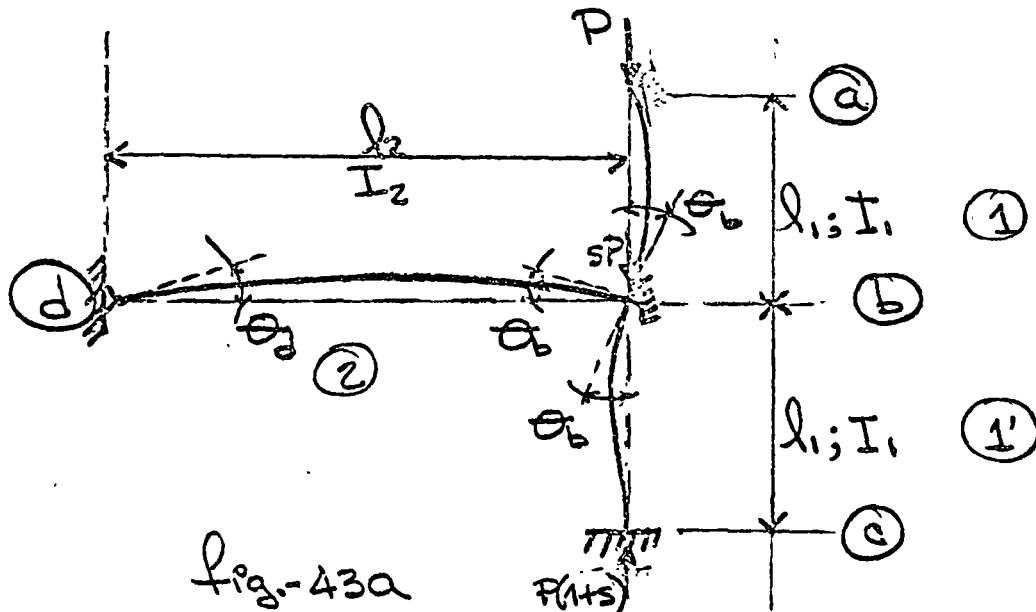 P
a
l₂
I₂
θb
l₁; I₁
1
sP
d
b
θd
θb
2
θb
l₁; I₁
1'
c
fig.-43a
P(1+s)